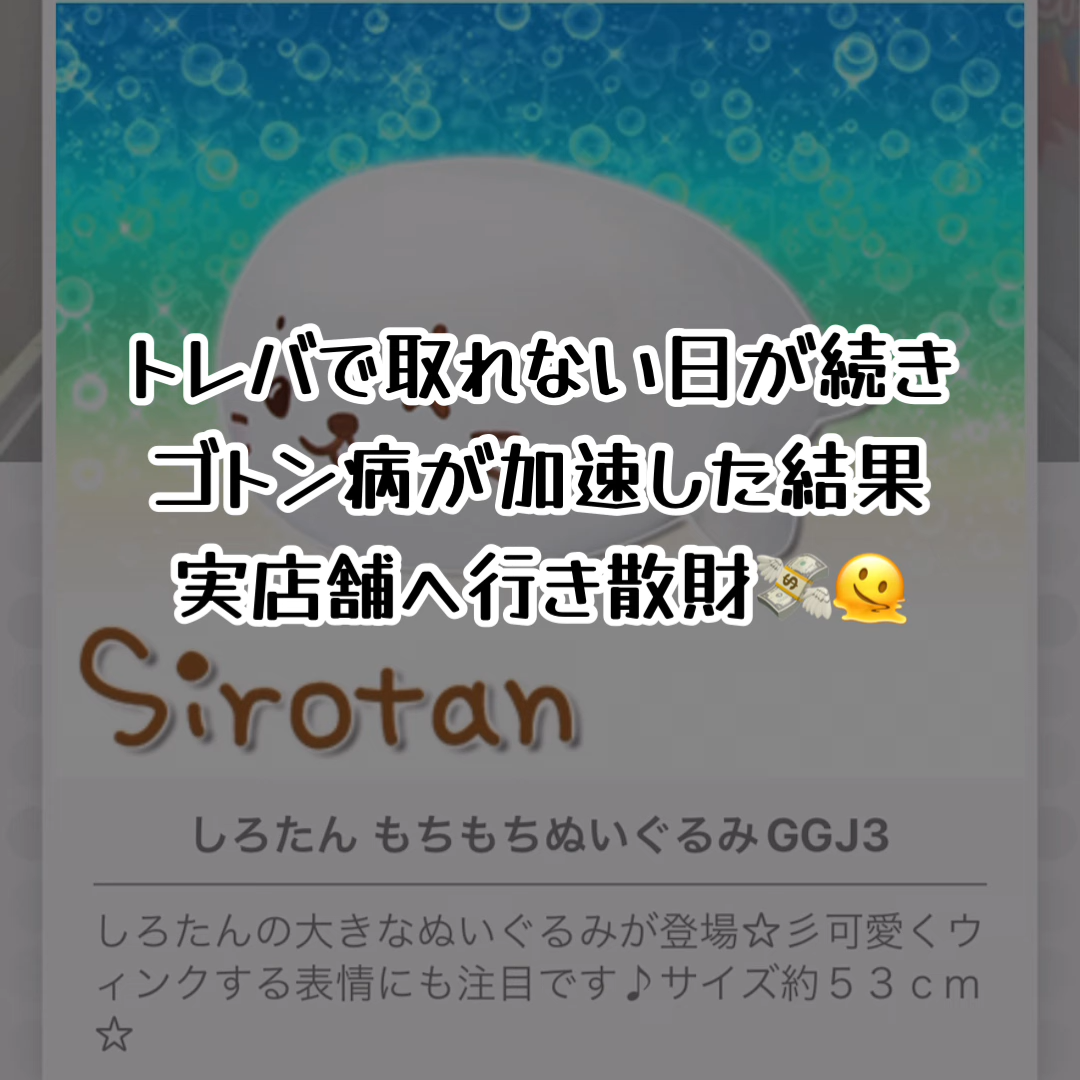 トレバで取れない日が続き
ゴトン病が加速した結果
実店舗へ行き散財💸🫠
Sirotan
しろたん もちもちぬいぐるみGGJ3
しろたんの大きなぬいぐるみが登場☆彡可愛くウ
ィンクする表情にも注目です♪サイズ約５３ｃｍ
☆